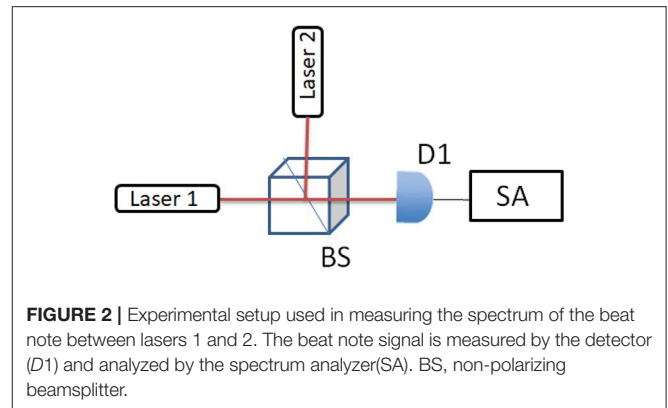 Laser 2
D1
Laser 1
SA
BS
FIGURE 2 | Experimental setup used in measuring the spectrum of the beat
note between lasers 1 and 2. The beat note signal is measured by the detector
(D1) and analyzed by the spectrum analyzer(SA). BS, non-polarizing
beamsplitter.